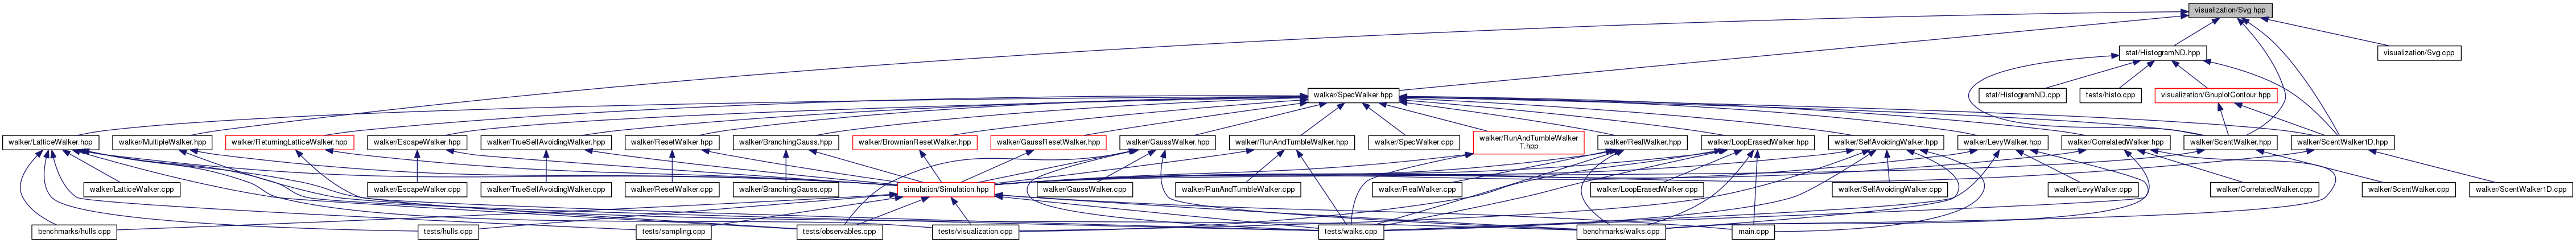 visualization/Svg.hpp
stat/HistogramND.hpp
visualization/Svg.cpp
walker/SpecWalker.hpp
stat/HistogramND.cpp
tests/histo.cpp
visualization/GnuplotContour.hpp
walker/LatticeWalker.hpp
walker/MultipleWalker.hpp
walker/ReturningLatticeWalker.hpp
walker/EscapeWalker.hpp
walker/TrueSelfAvoidingWalker.hpp
walker/ResetWalker.hpp
walker/BranchingGauss.hpp
walker/BrownianResetWalker.hpp
walker/GaussResetWalker.hpp
walker/GaussWalker.hpp
walker/RunAndTumbleWalker.hpp
walker/SpecWalker.cpp
walker/RunAndTumbleWalker
T.hpp
walker/RealWalker.hpp
walker/LoopErasedWalker.hpp
walker/SelfAvoidingWalker.hpp
walker/LevyWalker.hpp
walker/CorrelatedWalker.hpp
walker/ScentWalker.hpp
walker/ScentWalker1D.hpp
walker/LatticeWalker.cpp
walker/EscapeWalker.cpp
walker/TrueSelfAvoidingWalker.cpp
walker/ResetWalker.cpp
walker/BranchingGauss.cpp
simulation/Simulation.hpp
walker/GaussWalker.cpp
walker/RunAndTumbleWalker.cpp
walker/RealWalker.cpp
walker/LoopErasedWalker.cpp
walker/SelfAvoidingWalker.cpp
walker/LevyWalker.cpp
walker/CorrelatedWalker.cpp
walker/ScentWalker.cpp
walker/ScentWalker1D.cpp
benchmarks/hulls.cpp
tests/hulls.cpp
tests/sampling.cpp
tests/observables.cpp
tests/visualization.cpp
tests/walks.cpp
benchmarks/walks.cpp
main.cpp